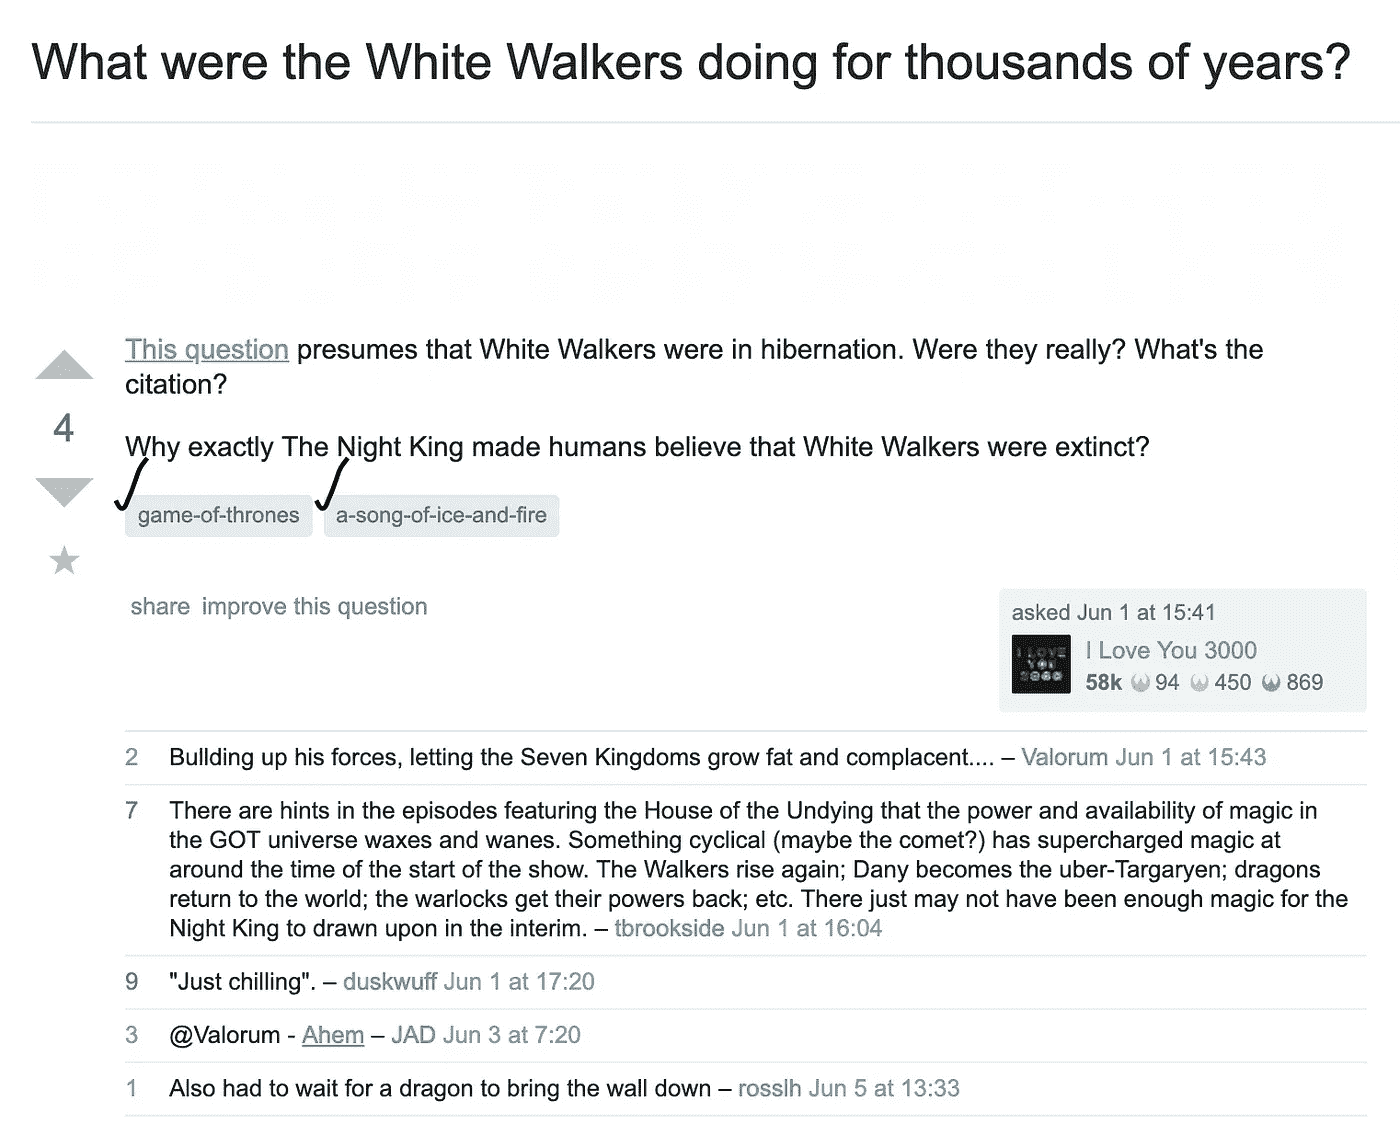 What were the White Walkers doing for thousands of years?
This question presumes that White Walkers were in hibernation. Were they really? What's the
citation?
4
Why exactly The Night King made humans believe that White Walkers were extinct?
game-of-thrones a-song-of-ice-and-fire
share improve this question
asked Jun 1 at 15:41
I LOVE
YOU
3000
I Love You 3000
58k 94 450 869
2 Bullding up his forces, letting the Seven Kingdoms grow fat and complacent.... – Valorum Jun 1 at 15:43
7 There are hints in the episodes featuring the House of the Undying that the power and availability of magic in
the GOT universe waxes and wanes. Something cyclical (maybe the comet?) has supercharged magic at
around the time of the start of the show. The Walkers rise again; Dany becomes the uber-Targaryen; dragons
return to the world; the warlocks get their powers back; etc. There just may not have been enough magic for the
Night King to drawn upon in the interim. – tbrookside Jun 1 at 16:04
9 "Just chilling". – duskwuff Jun 1 at 17:20
3 @Valorum - Ahem – JAD Jun 3 at 7:20
1 Also had to wait for a dragon to bring the wall down – rosslh Jun 5 at 13:33